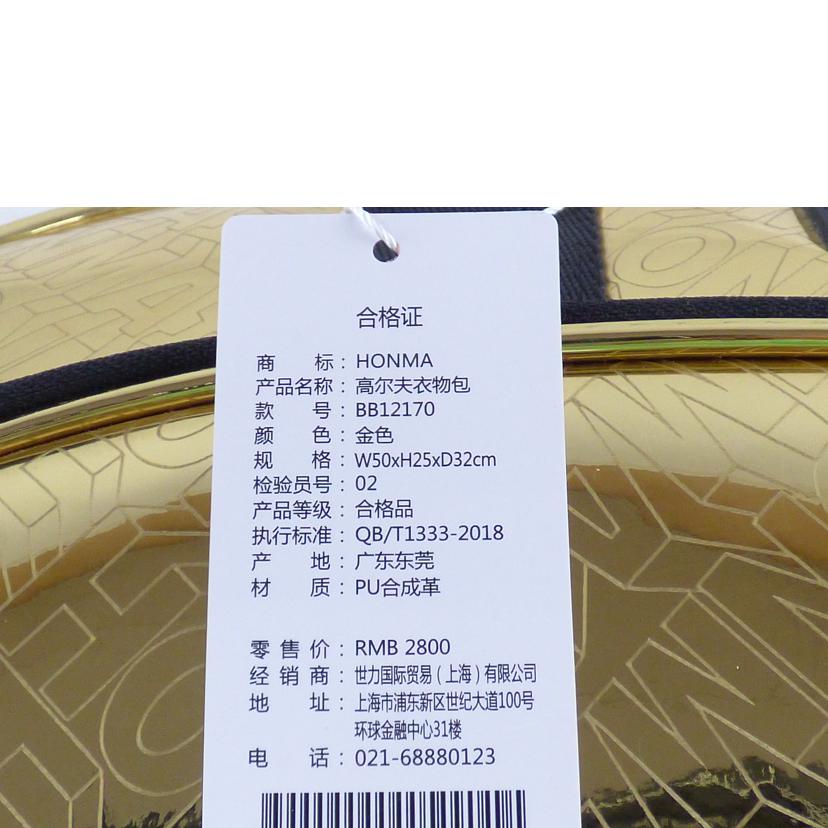 合格证
商 标：HONMA
产品名称：高尔夫衣物包
款 号：BB12170
颜 色：金色
规 格：W50xH25xD32cm
检验员号：02
产品等级：合格品
执行标准：QB/T1333-2018
产 地：广东东莞
材 质：PU合成革
零 售 价：RMB 2800
经 销 商：世力国际贸易（上海）有限公司
地 址：上海市浦东新区世纪大道100号
环球金融中心31楼
电 话：021-68880123